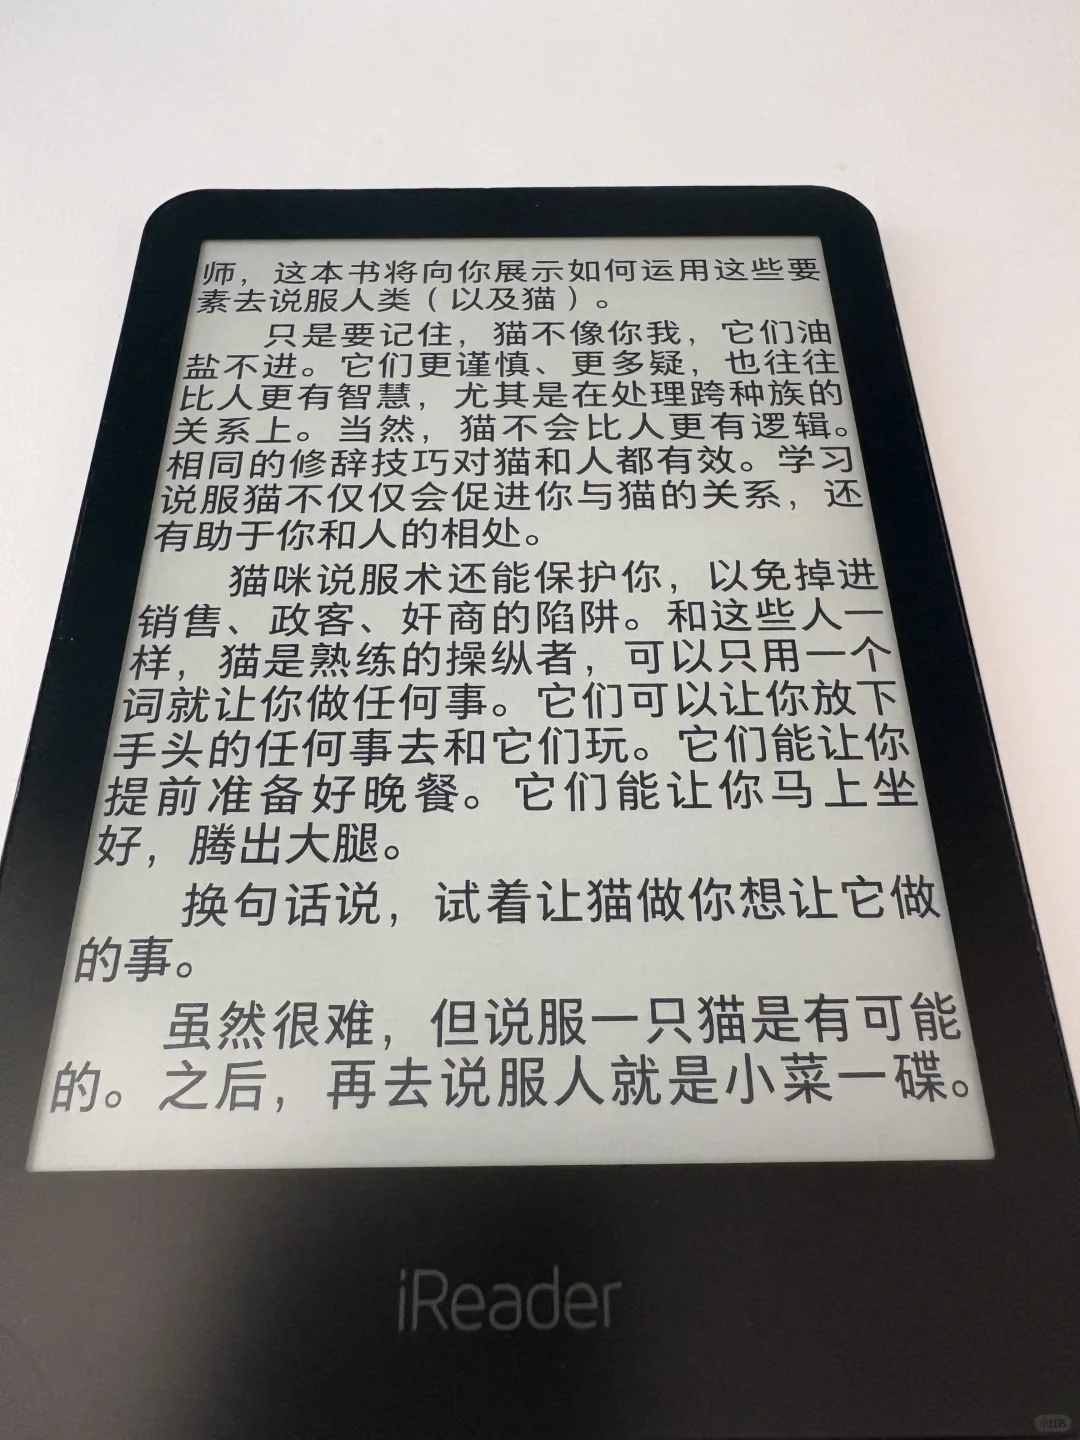 师，这本书将向你展示如何运用这些要
素去说服人类（以及猫）。
只是要记住，猫不像你我，它们油
盐不进。它们更谨慎、更多疑，也往往
比人更有智慧，尤其是在处理跨种族的
关系上。当然，猫不会比人更有逻辑。
相同的修辞技巧对猫和人都有效。学习
说服猫不仅仅会促进你与猫的关系，还
有助于你和人的相处。
猫咪说服术还能保护你，以免掉进
销售、政客、奸商的陷阱。和这些人一
样，猫是熟练的操纵者，可以只用一个
词就让你做任何事。它们可以让你放下
手头的任何事去和它们玩。它们能让你
提前准备好晚餐。它们能让你马上坐
好，腾出大腿。
换句话说，试着让猫做你想让它做
的事。
虽然很难，但说服一只猫是有可能
的。之后，再去说服人就是小菜一碟。
iReader
小红书